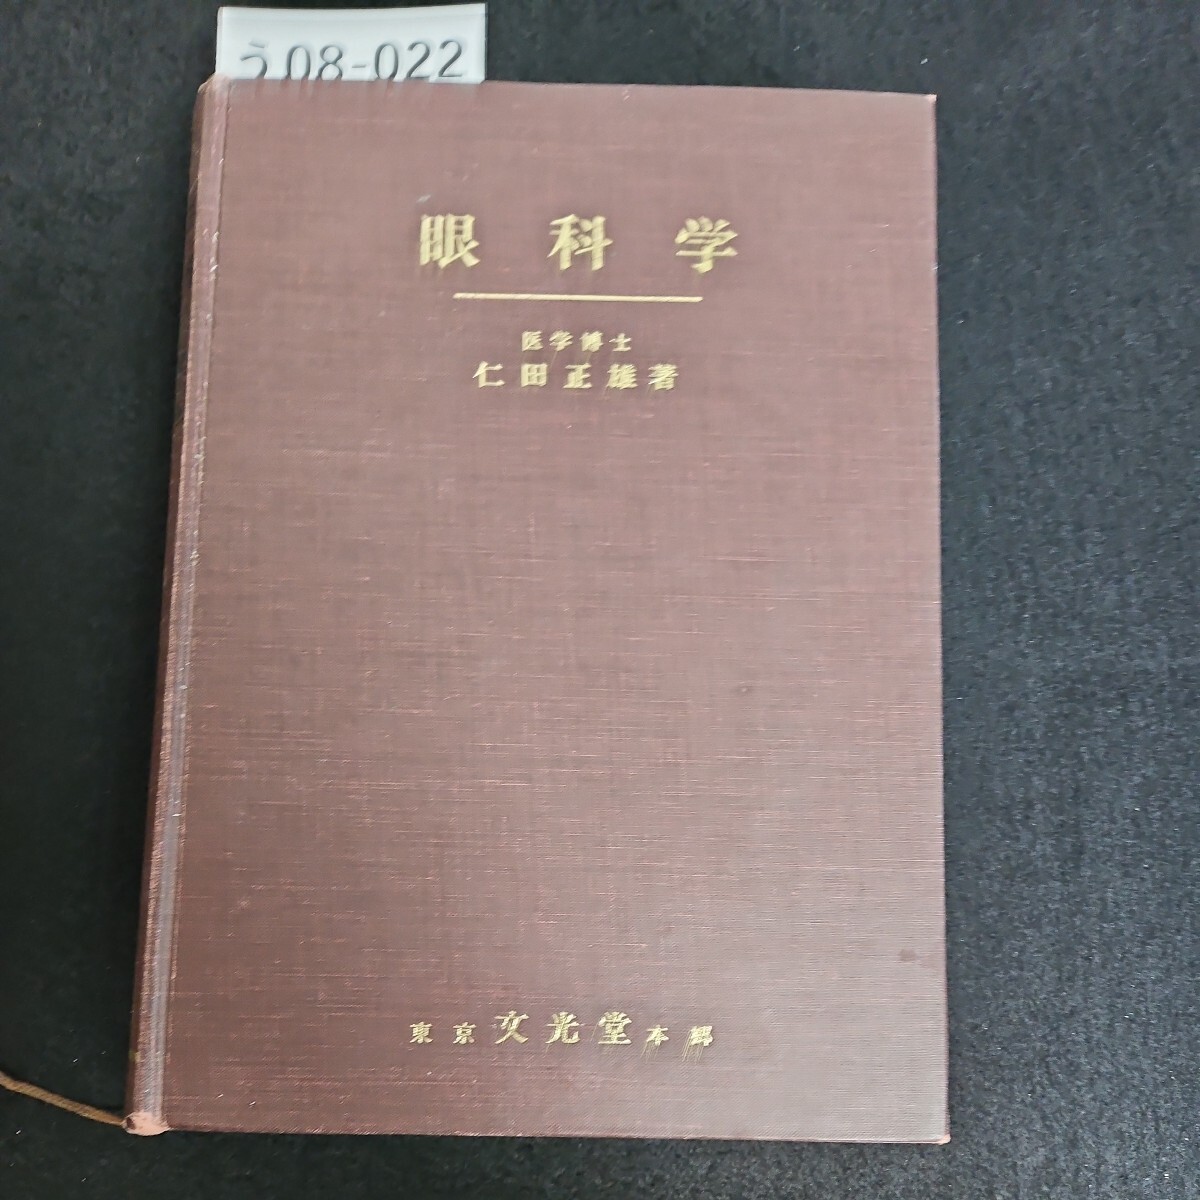 う08-022
眼科学
医学博士
仁田正雄著
東京 文光堂 本郷